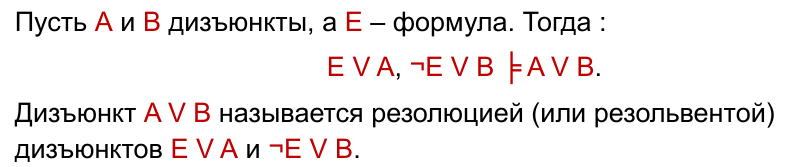 Пусть A и B дизъюнкты, а E – формула. Тогда :
E V A, ¬E V B ╞ A V B.
Дизъюнкт A V B называется резолюцией (или резольвентой)
дизъюнктов E V A и ¬E V B.